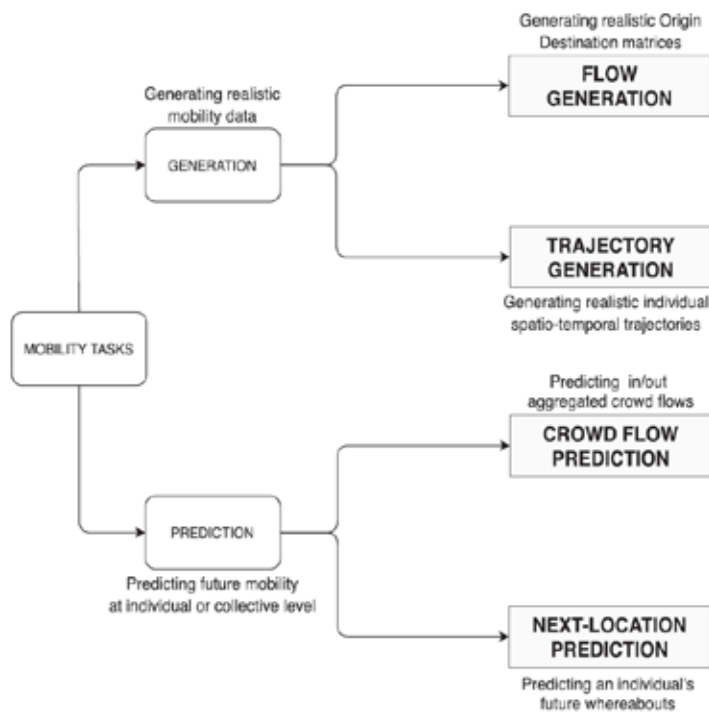 Generating realistic Origin
Destination matrices
FLOW
GENERATION
Generating realistic
mobility data
GENERATION
TRAJECTORY
GENERATION
Generating realistic individual
spatio-temporal trajectories
MOBILITY TASKS
Predicting in/out
aggregated crowd flows
CROWD FLOW
PREDICTION
PREDICTION
Predicting future mobility
at individual or collective level
NEXT-LOCATION
PREDICTION
Predicting an individual's
future whereabouts